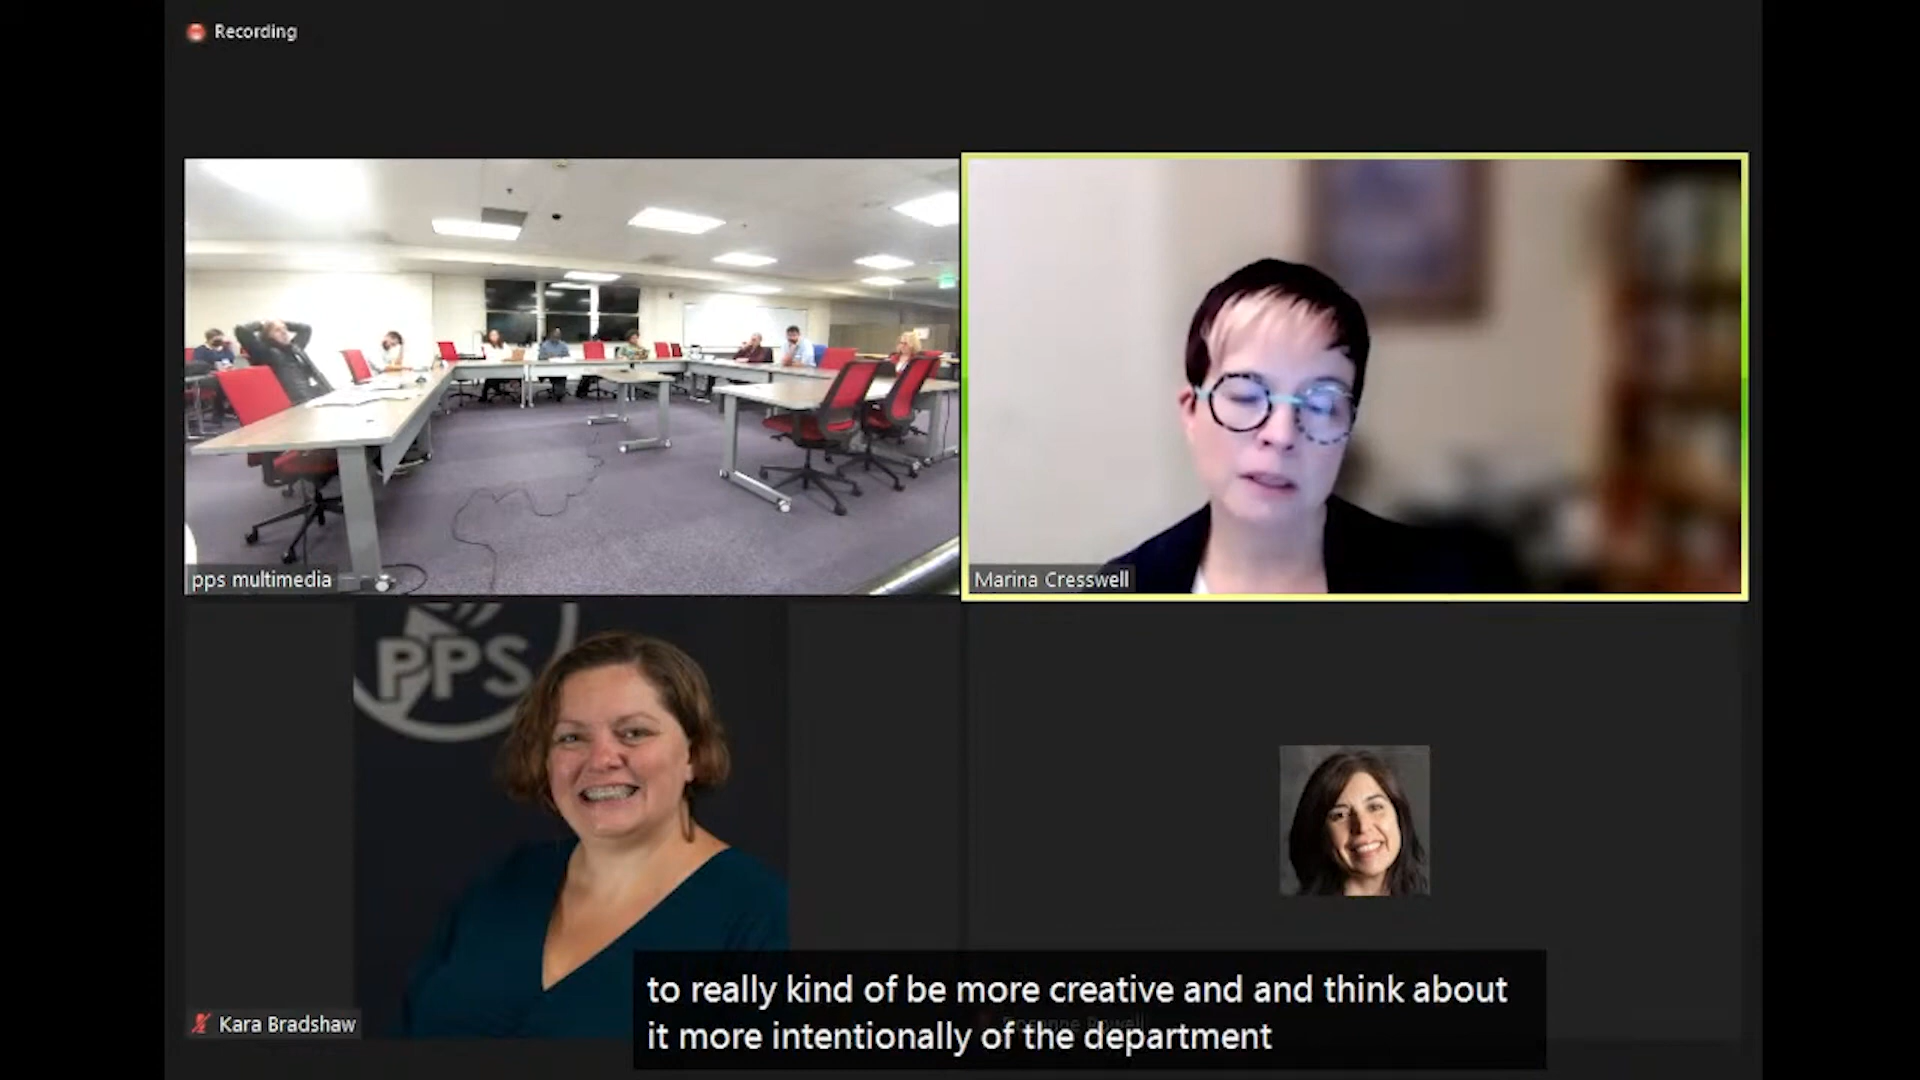 Recording
pps multimedia
Marina Cresswell
PPS
Kara Bradshaw
to really kind of be more creative and and think about
it more intentionally of the department